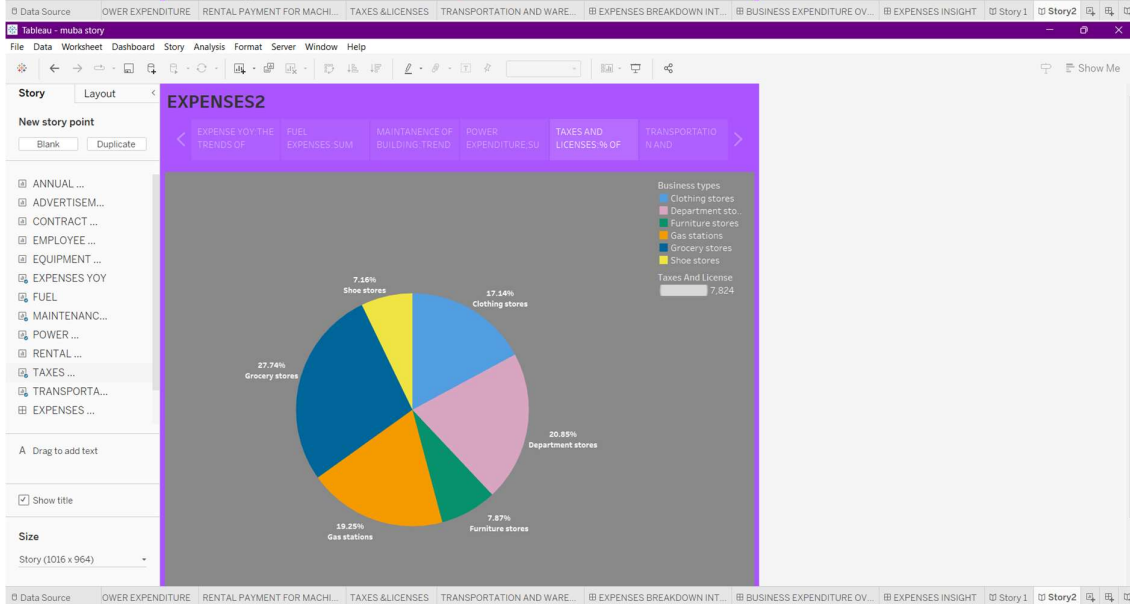 Data Source OWER EXPENDITURE RENTAL PAYMENT FOR MACHI... TAXES &LICENSES TRANSPORTATION AND WARE... EXPENSES BREAKDOWN INT... BUSINESS EXPENDITURE OV... EXPENSES INSIGHT Story 1 Story2
Tableau - muba story
File Data Worksheet Dashboard Story Analysis Format Server Window Help
Show Me
Story Layout
New story point
Blank Duplicate
ANNUAL ...
ADVERTISEM...
CONTRACT ...
EMPLOYEE ...
EQUIPMENT ...
EXPENSES YOY
FUEL
MAINTENANC...
POWER ...
RENTAL ...
TAXES ...
TRANSPORTA...
EXPENSES ...
A Drag to add text
Show title
Size
Story (1016 x 964)
EXPENSES2
EXPENSE YOY:THE TRENDS OF
FUEL EXPENSES:SUM
MAINTANENCE OF BUILDING:TREND
POWER EXPENDITURE,SU
TAXES AND LICENSES:% OF
TRANSPORTATIO N AND
Business types
Clothing stores
Department sto..
Furniture stores
Gas stations
Grocery stores
Shoe stores
Taxes And License
7,824
7.16%
Shoe stores
17.14%
Clothing stores
27.74%
Grocery stores
20.85%
Department stores
7.87%
Furniture stores
19.25%
Gas stations
Data Source OWER EXPENDITURE RENTAL PAYMENT FOR MACHI... TAXES &LICENSES TRANSPORTATION AND WARE... EXPENSES BREAKDOWN INT... BUSINESS EXPENDITURE OV... EXPENSES INSIGHT Story 1 Story2